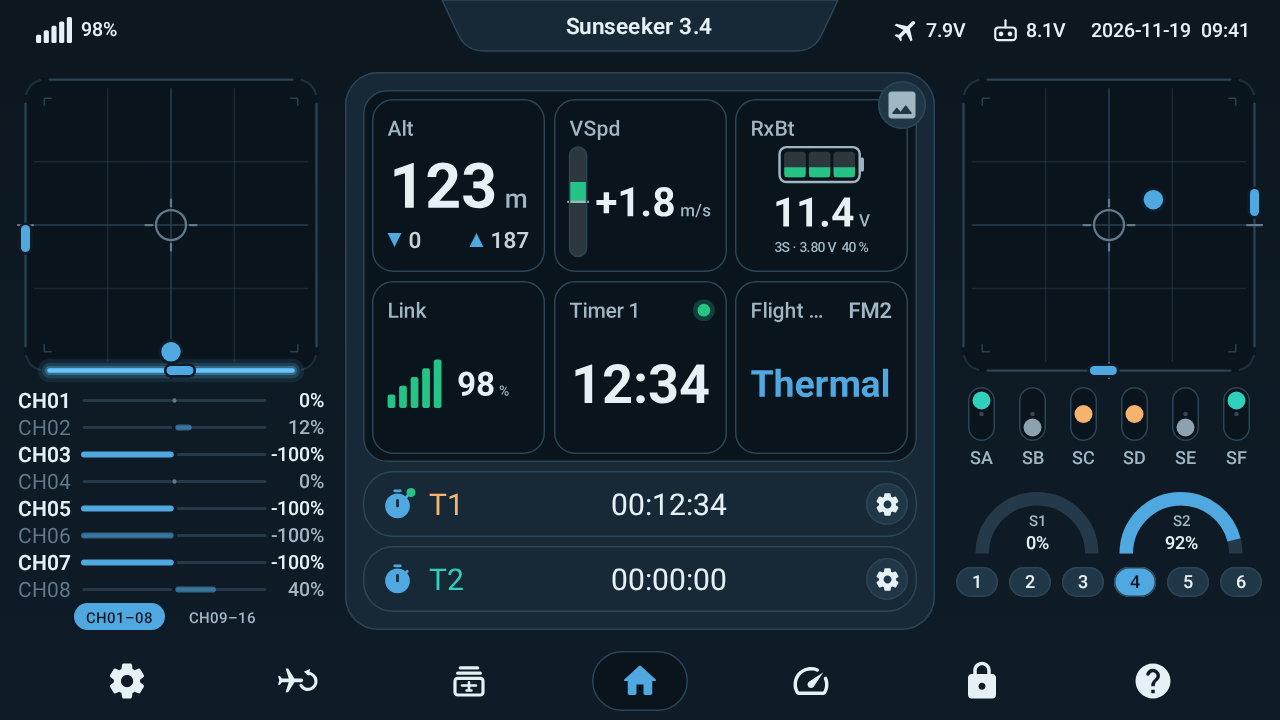 98%
Sunseeker 3.4
7.9V
8.1V
2026-11-19 09:41
Alt
123 m
0
187
VSpd
+1.8 m/s
RxBt
11.4 V
3S · 3.80 V 40 %
Link
98 %
Timer 1
12:34
Flight ... FM2
Thermal
T1 00:12:34
T2 00:00:00
CH01 0%
CH02 12%
CH03 -100%
CH04 0%
CH05 -100%
CH06 -100%
CH07 -100%
CH08 40%
CH01–08 CH09–16
SA SB SC SD SE SF
S1
0%
S2
92%
1 2 3 4 5 6